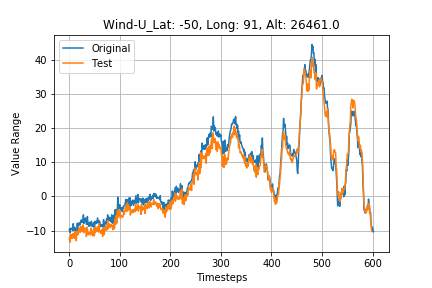 Wind-U_Lat: -50, Long: 91, Alt: 26461.0
Original
Test
Value Range
40
30
20
10
0
−10
0 100 200 300 400 500 600
Timesteps